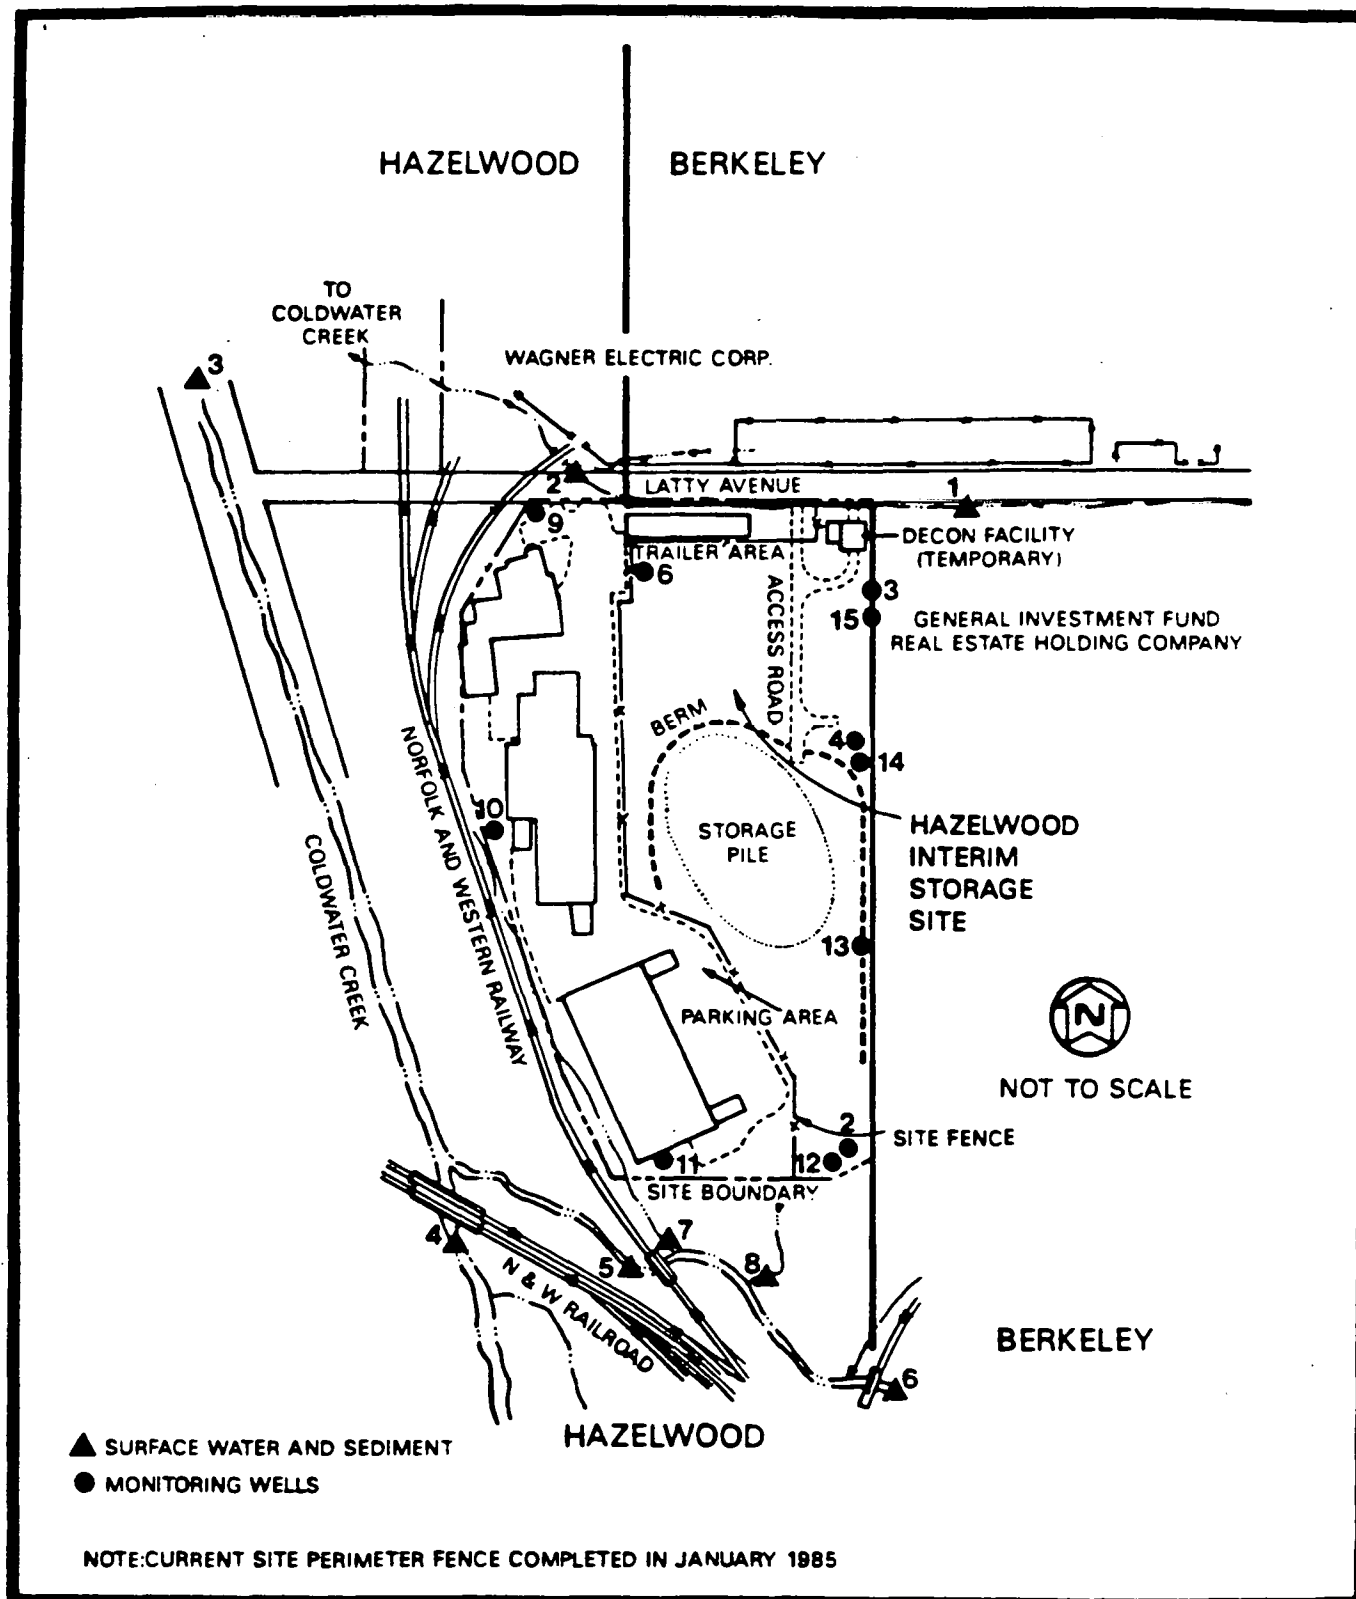 HAZELWOOD
BERKELEY
TO
COLDWATER
CREEK
WAGNER ELECTRIC CORP.
3
2
LATTY AVENUE
1
9
TRAILER AREA
DECON FACILITY
(TEMPORARY)
6
3
15
GENERAL INVESTMENT FUND
REAL ESTATE HOLDING COMPANY
ACCESS ROAD
BERM
4
14
NORFOLK AND WESTERN RAILWAY
10
STORAGE
PILE
HAZELWOOD
INTERIM
STORAGE
SITE
COLDWATER CREEK
13
PARKING AREA
N
NOT TO SCALE
2
SITE FENCE
11
12
SITE BOUNDARY
4
5
7
8
N & W RAILROAD
BERKELEY
6
HAZELWOOD
SURFACE WATER AND SEDIMENT
MONITORING WELLS
NOTE:CURRENT SITE PERIMETER FENCE COMPLETED IN JANUARY 1985